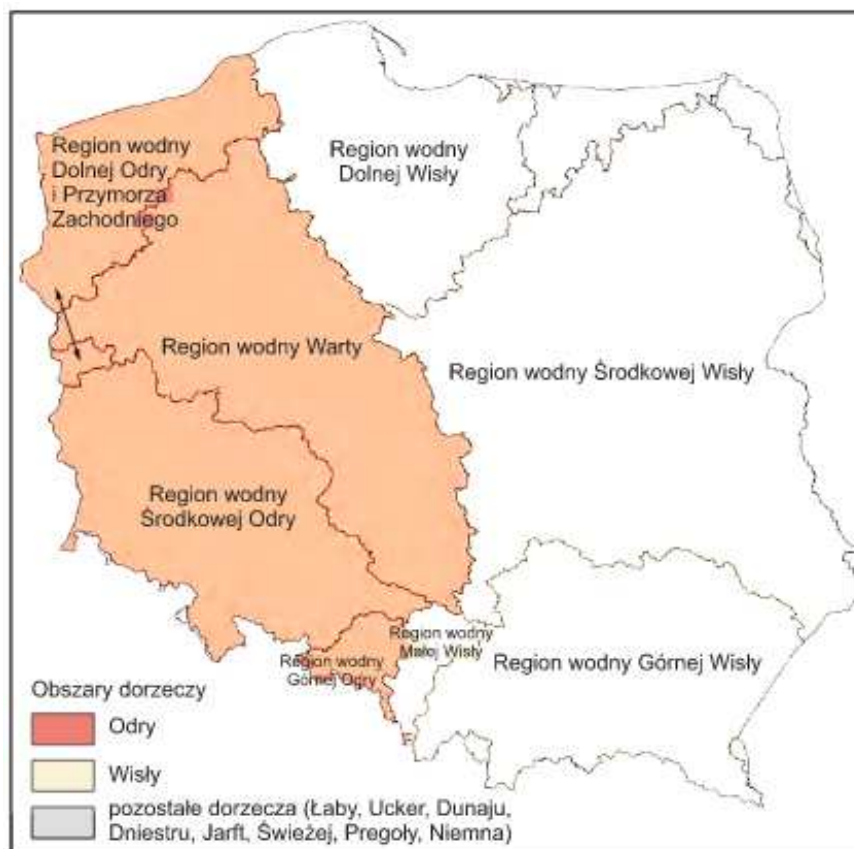 Region wodny
Dolnej Odry
i Przymorza
Zachodniego
Region wodny
Dolnej Wisły
Region wodny Warty
Region wodny Środkowej Wisły
Region wodny
Środkowej Odry
Region wodny
Małej Wisły
Region wodny
Górnej Odry
Region wodny Górnej Wisły
Obszary dorzeczy
Odry
Wisły
pozostałe dorzecza (Łaby, Ucker, Dunaju,
Dniestru, Jarft, Świeżej, Pregoły, Niemna)